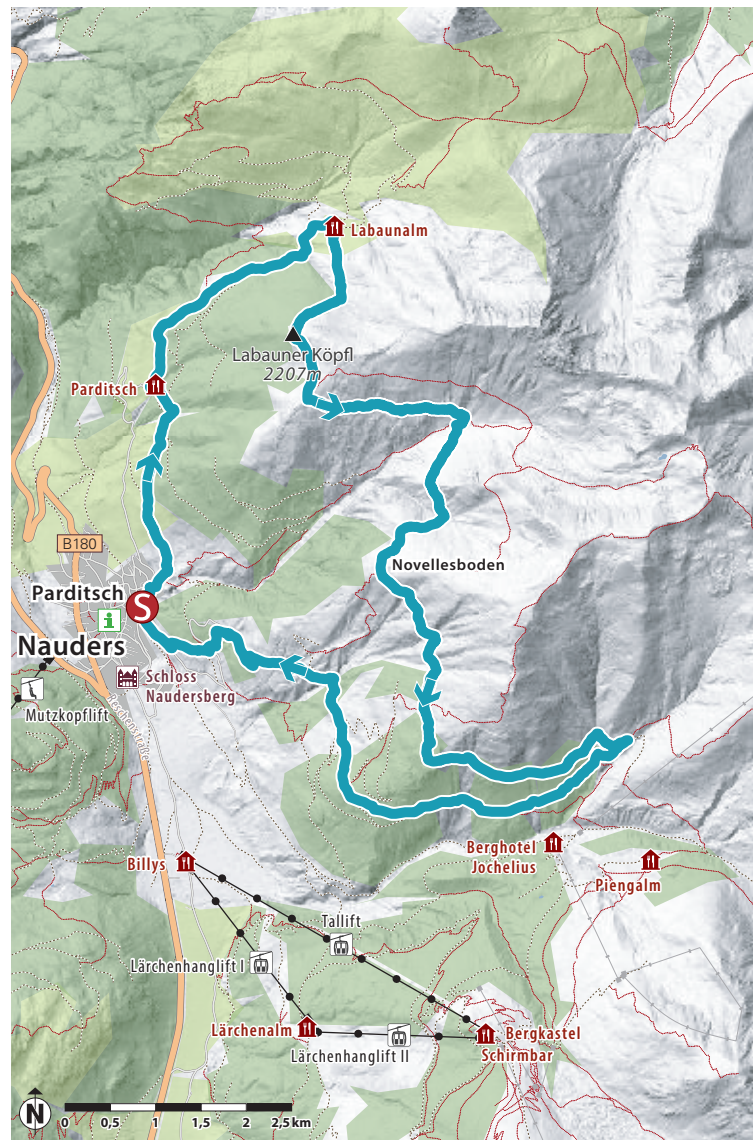 Labaunalm
Labauner Köpfl
2207m
Parditsch
B180
Novellesboden
Parditsch
S
i
Nauders
Schloss
Naudersberg
Mutzkopflift
Reschenstraße
Berghotel
Jochelius
Piengalm
Billys
Tallift
Lärchenhanglift I
Lärchenalm
Lärchenhanglift II
Bergkastel
Schirmbar
N
0 0,5 1 1,5 2 2,5 km